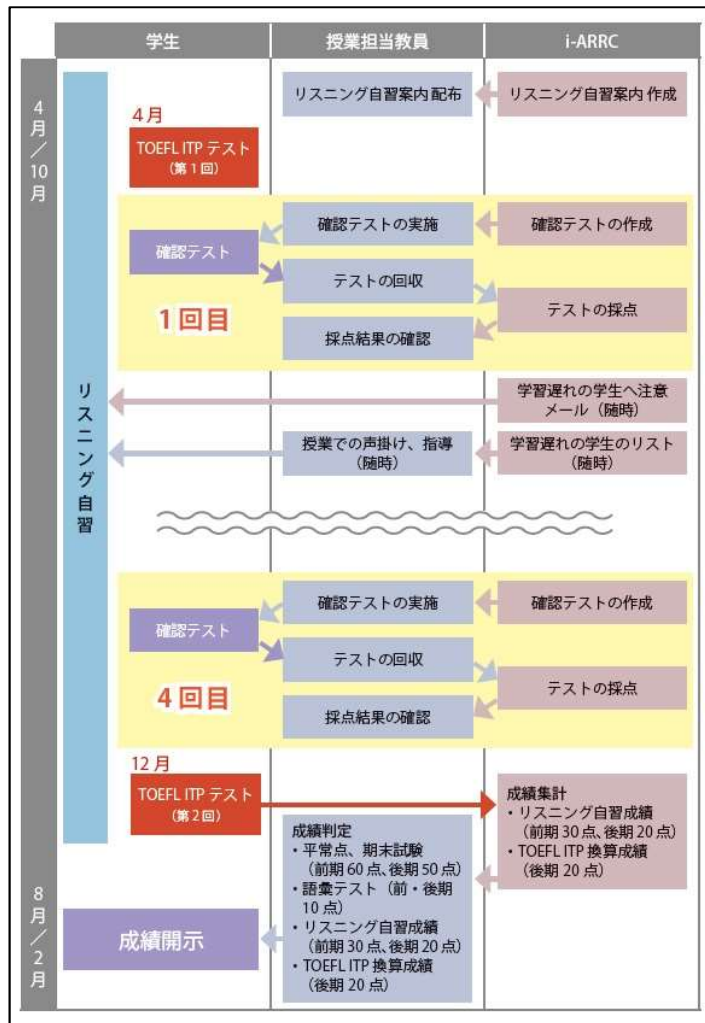 学生
授業担当教員
i-ARRC
4月／10月
リスニング自習案内 配布
リスニング自習案内 作成
4月
TOEFL ITP テスト
（第1回）
確認テストの実施
確認テストの作成
確認テスト
テストの回収
1回目
テストの採点
採点結果の確認
リスニング自習
学習遅れの学生へ注意
メール（随時）
授業での声掛け、指導
（随時）
学習遅れの学生のリスト
（随時）
確認テストの実施
確認テストの作成
確認テスト
テストの回収
4回目
テストの採点
採点結果の確認
12月
TOEFL ITP テスト
（第2回）
成績集計
・リスニング自習成績
（前期30点、後期20点）
・TOEFL ITP 換算成績
（後期20点）
成績判定
・平常点、期末試験
（前期60点、後期50点）
・語彙テスト（前・後期
10点）
・リスニング自習成績
（前期30点、後期20点）
・TOEFL ITP 換算成績
（後期20点）
8月／2月
成績開示